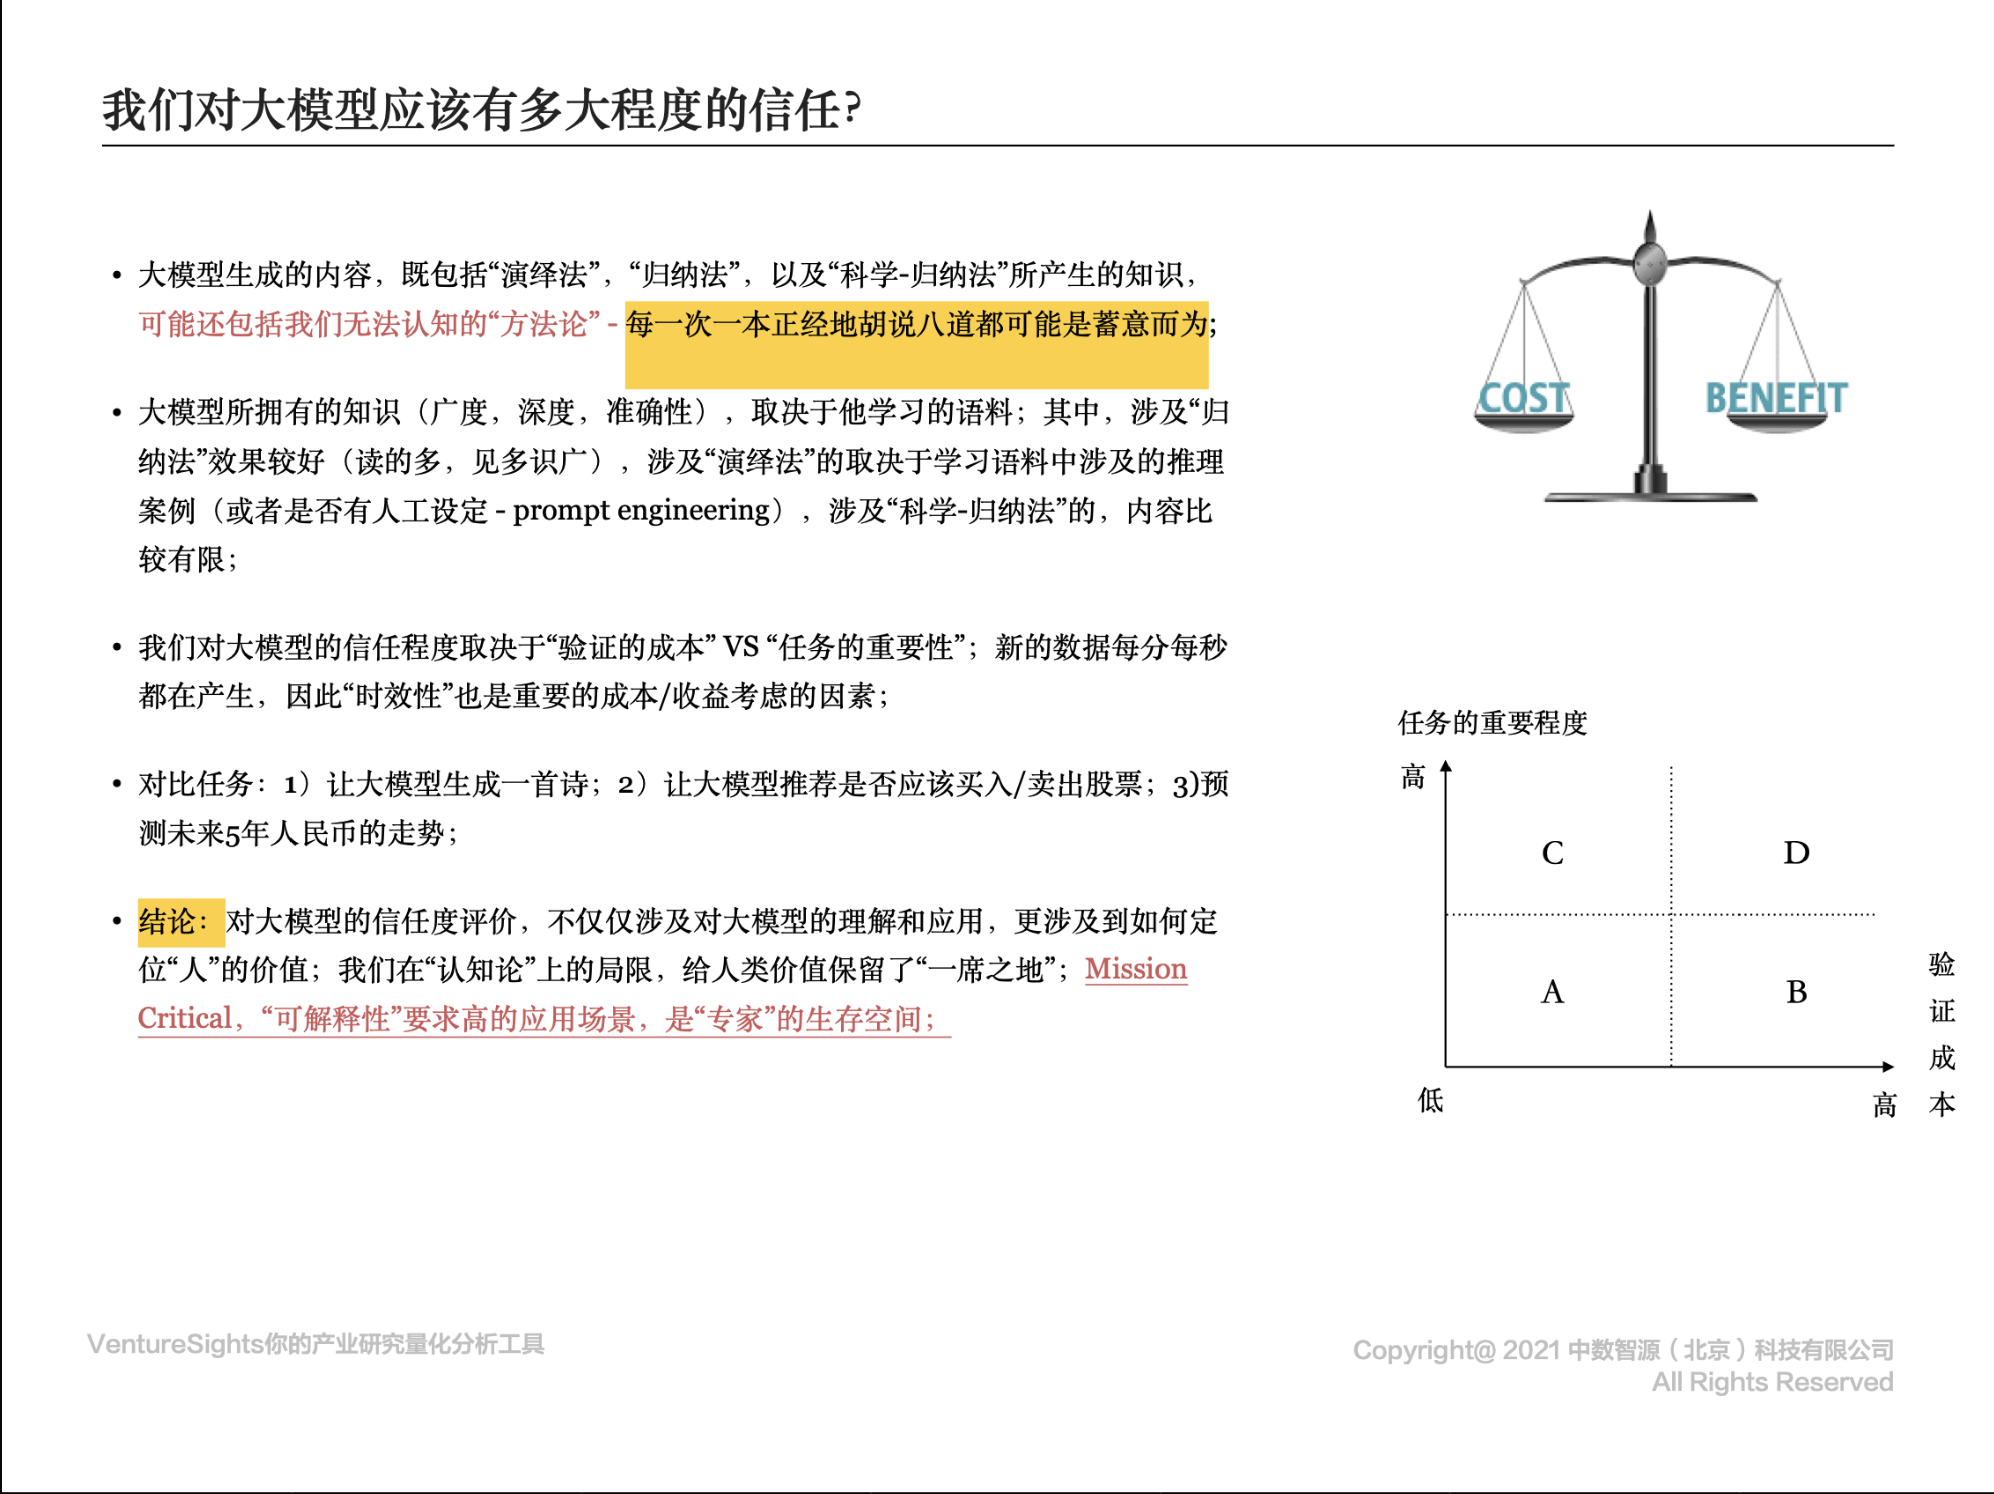 我们对大模型应该有多大程度的信任?
• 大模型生成的内容，既包括“演绎法”，“归纳法”，以及“科学-归纳法”所产生的知识，
可能还包括我们无法认知的“方法论” - 每一次一本正经地胡说八道都可能是蓄意而为;
• 大模型所拥有的知识（广度，深度，准确性），取决于他学习的语料；其中，涉及“归
纳法”效果较好（读的多，见多识广），涉及“演绎法”的取决于学习语料中涉及的推理
案例（或者是否有人工设定 - prompt engineering），涉及“科学-归纳法”的，内容比
较有限；
• 我们对大模型的信任程度取决于“验证的成本” VS “任务的重要性”；新的数据每分每秒
都在产生，因此“时效性”也是重要的成本/收益考虑的因素；
• 对比任务：1）让大模型生成一首诗；2）让大模型推荐是否应该买入/卖出股票；3)预
测未来5年人民币的走势；
• 结论：对大模型的信任度评价，不仅仅涉及对大模型的理解和应用，更涉及到如何定
位“人”的价值；我们在“认知论”上的局限，给人类价值保留了“一席之地”；Mission
Critical，“可解释性”要求高的应用场景，是“专家”的生存空间；
COST
BENEFIT
任务的重要程度
高
C
D
A
B
低
高
验证成本
VentureSights你的产业研究量化分析工具
Copyright@ 2021 中数智源（北京）科技有限公司
All Rights Reserved